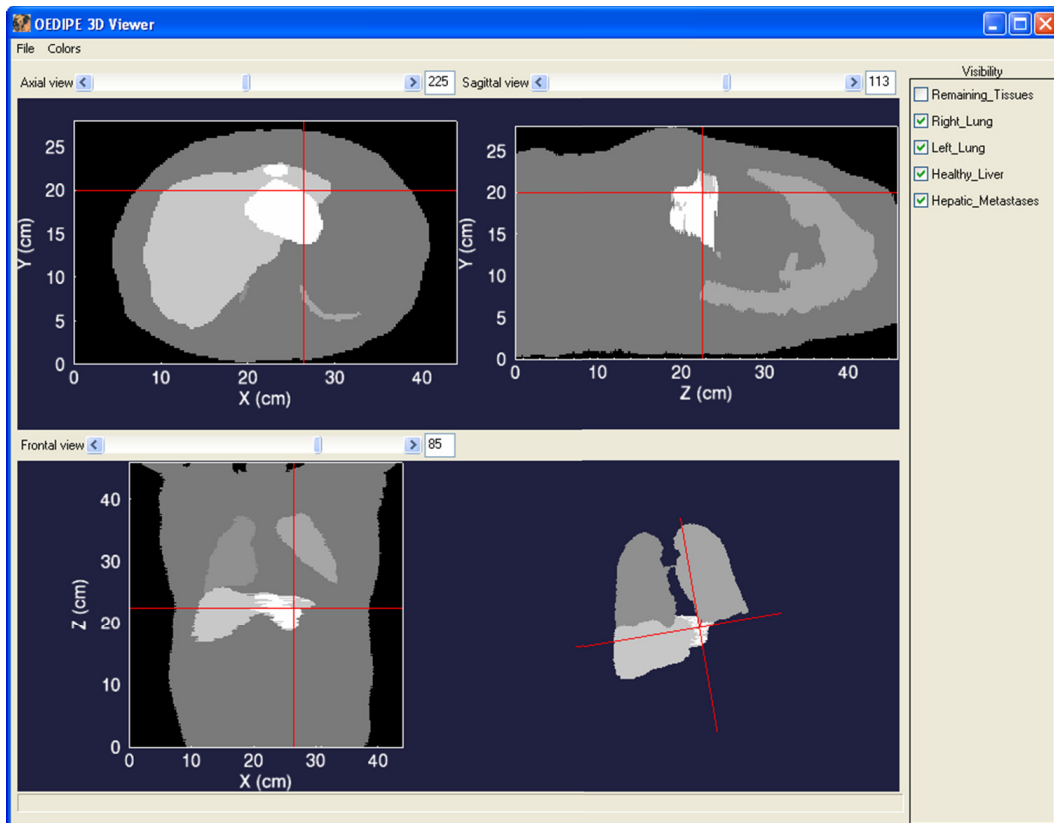 OEDIPE 3D Viewer
File Colors
Axial view 225 Sagittal view 113
Visibility
Remaining_Tissues
Right_Lung
Left_Lung
Healthy_Liver
Hepatic_Metastases
25
20
15
10
5
0
Y (cm)
0 10 20 30 40
X (cm)
25
20
15
10
5
0
Y (cm)
0 10 20 30 40
Z (cm)
Frontal view 85
40
30
20
10
0
Z (cm)
0 10 20 30 40
X (cm)